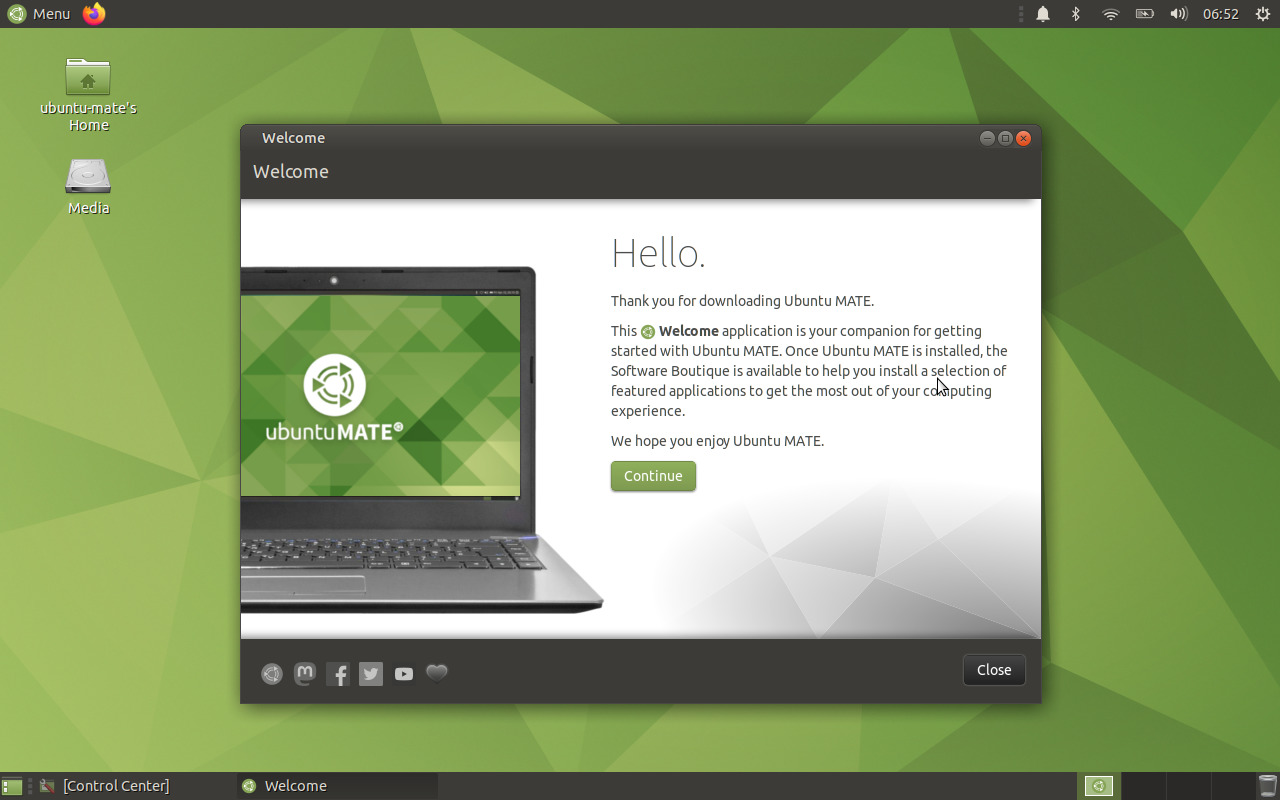 Menu
06:52
ubuntu-mate's
Home
Media
Welcome
Welcome
Hello.
Thank you for downloading Ubuntu MATE.
This Welcome application is your companion for getting
started with Ubuntu MATE. Once Ubuntu MATE is installed, the
Software Boutique is available to help you install a selection of
featured applications to get the most out of your computing
experience.
We hope you enjoy Ubuntu MATE.
Continue
ubuntu MATE
Close
[Control Center]
Welcome